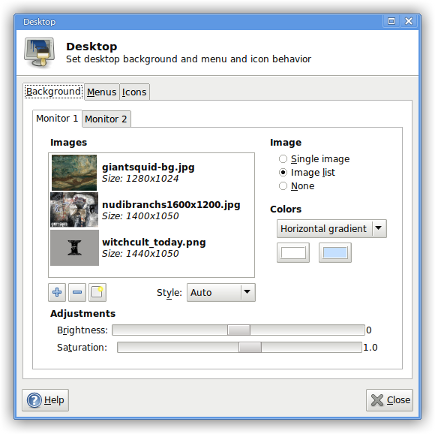 Desktop
Desktop
Set desktop background and menu and icon behavior
Background Menus Icons
Monitor 1 Monitor 2
Images
giantsquid-bg.jpg
Size: 1280x1024
nudibranchs1600x1200.jpg
Size: 1400x1050
witchcult_today.png
Size: 1440x1050
Style: Auto
Image
Single image
Image list
None
Colors
Horizontal gradient
Adjustments
Brightness: 0
Saturation: 1.0
Help Close